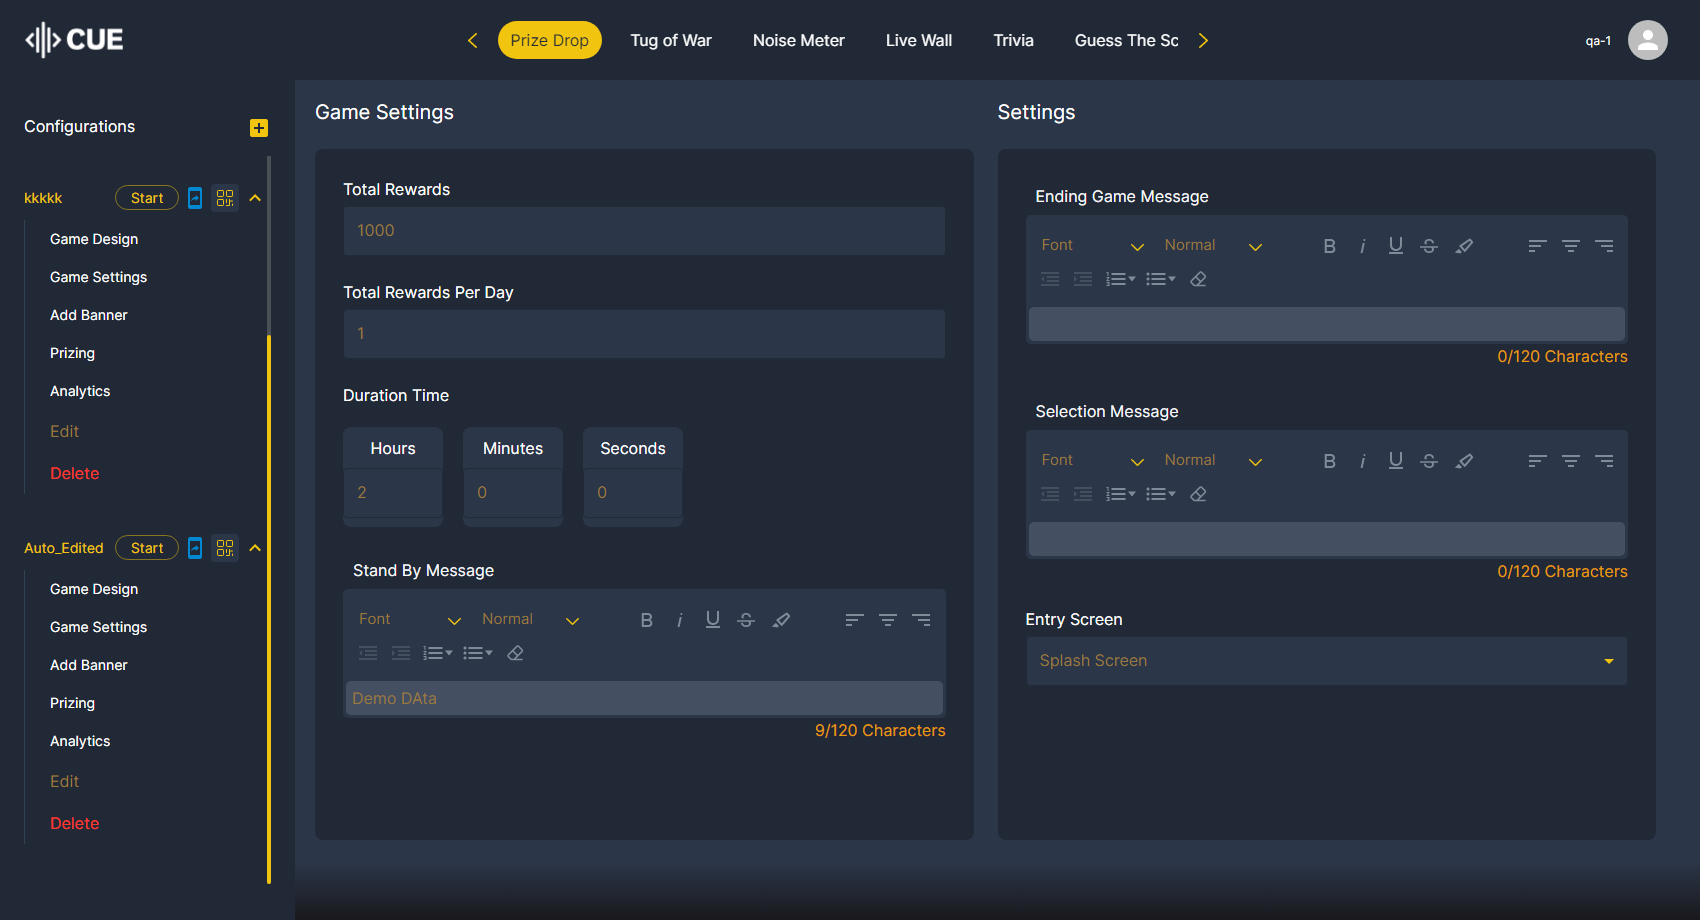 CUE
Prize Drop
Tug of War
Noise Meter
Live Wall
Trivia
Guess The Sc
qa-1
Configurations
kkkkk
Start
Game Design
Game Settings
Add Banner
Prizing
Analytics
Edit
Delete
Auto_Edited
Start
Game Design
Game Settings
Add Banner
Prizing
Analytics
Edit
Delete
Game Settings
Total Rewards
1000
Total Rewards Per Day
1
Duration Time
Hours
Minutes
Seconds
2
0
0
Stand By Message
Font
Normal
B
i
U
S
Demo DAta
9/120 Characters
Settings
Ending Game Message
Font
Normal
B
i
U
S
0/120 Characters
Selection Message
Font
Normal
B
i
U
S
0/120 Characters
Entry Screen
Splash Screen